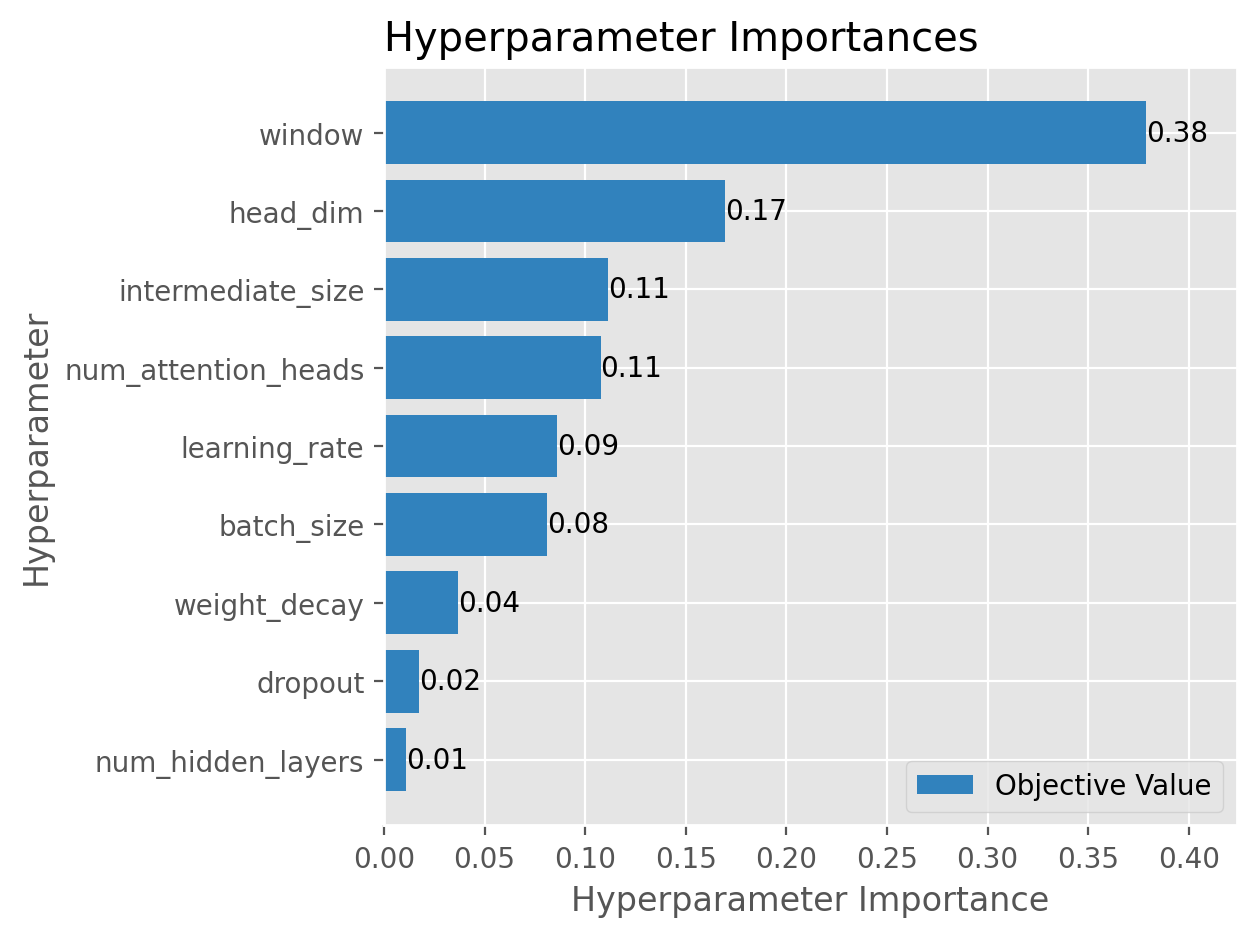 Hyperparameter Importances
Hyperparameter
window
0.38
head_dim
0.17
intermediate_size
0.11
num_attention_heads
0.11
learning_rate
0.09
batch_size
0.08
weight_decay
0.04
dropout
0.02
num_hidden_layers
0.01
Objective Value
0.00 0.05 0.10 0.15 0.20 0.25 0.30 0.35 0.40
Hyperparameter Importance